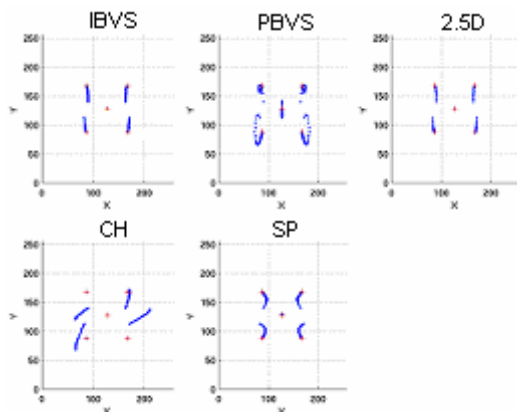 IBVS PBVS 2.5D
250 250 250
200 200 200
Y 150 Y 150 Y 150
100 100 100
50 50 50
0 0 0
0 100 200 0 100 200 0 100 200
X X X
CH SP
250 250
200 200
Y 150 Y 150
100 100
50 50
0 0
0 100 200 0 100 200
X X